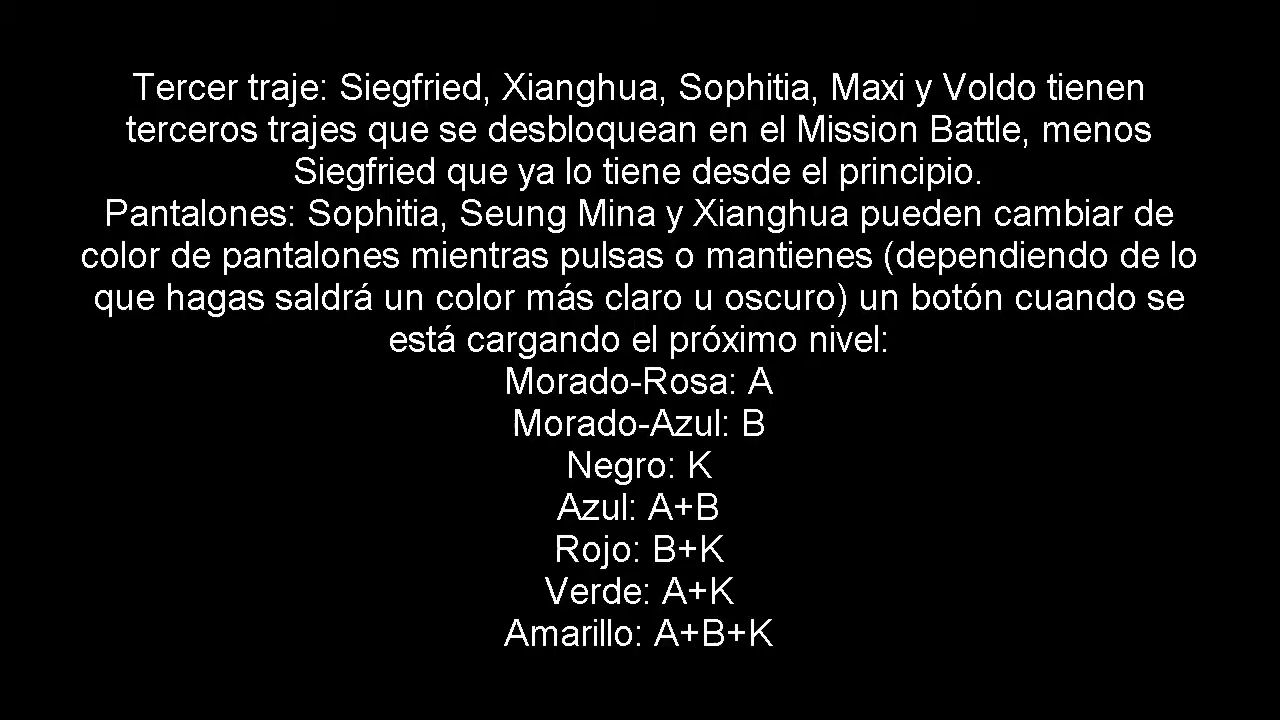 Tercer traje: Siegfried, Xianghua, Sophitia, Maxi y Voldo tienen
terceros trajes que se desbloquean en el Mission Battle, menos
Siegfried que ya lo tiene desde el principio.
Pantalones: Sophitia, Seung Mina y Xianghua pueden cambiar de
color de pantalones mientras pulsas o mantienes (dependiendo de lo
que hagas saldrá un color más claro u oscuro) un botón cuando se
está cargando el próximo nivel:
Morado-Rosa: A
Morado-Azul: B
Negro: K
Azul: A+B
Rojo: B+K
Verde: A+K
Amarillo: A+B+K